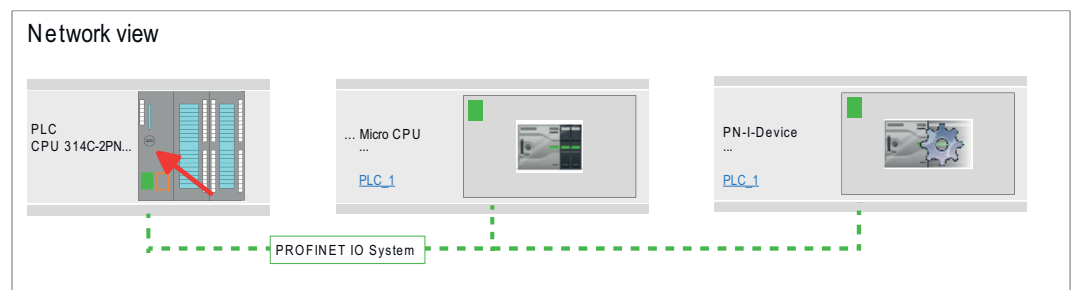 Network view
PLC
CPU 314C-2PN...
... Micro CPU
...
PLC_1
PN-I-Device
...
PLC_1
PROFINET IO System